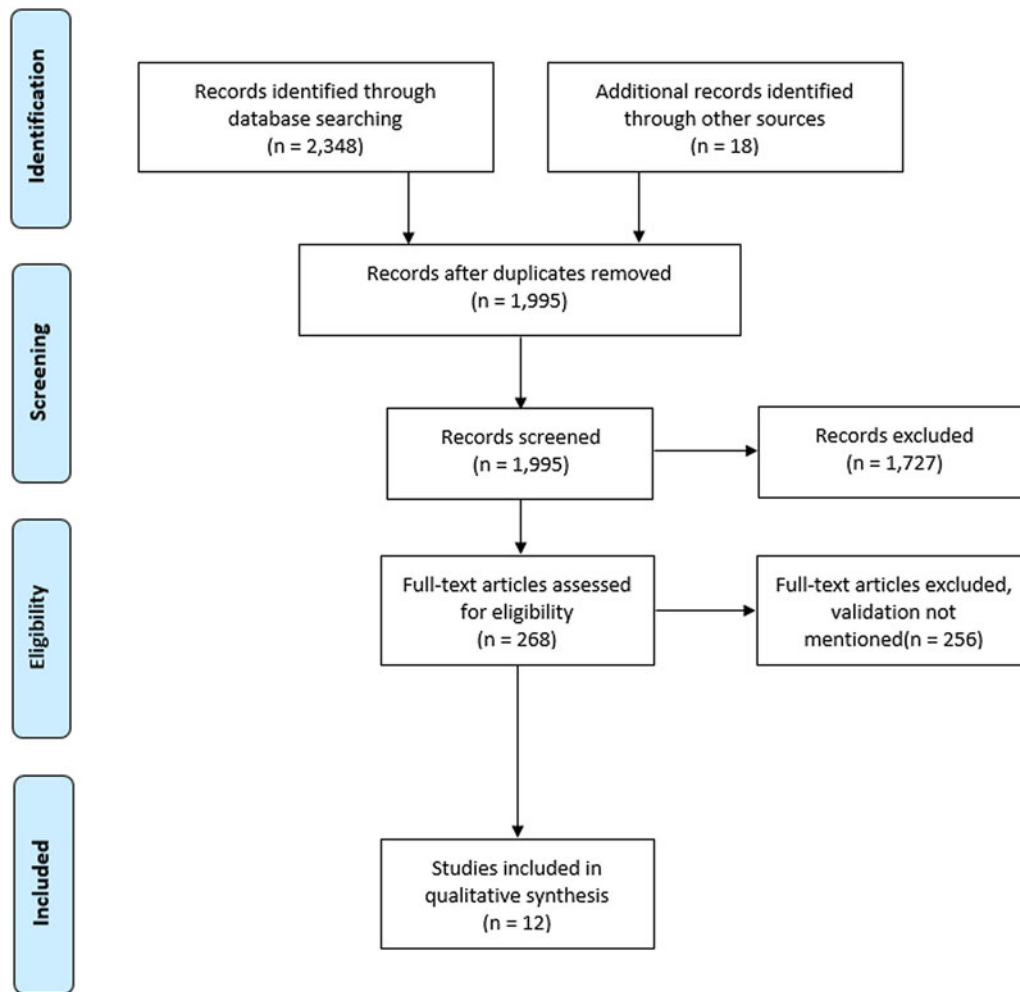 Identification
Records identified through
database searching
(n = 2,348)
Additional records identified
through other sources
(n = 18)
Records after duplicates removed
(n = 1,995)
Screening
Records screened
(n = 1,995)
Records excluded
(n = 1,727)
Eligibility
Full-text articles assessed
for eligibility
(n = 268)
Full-text articles excluded,
validation not
mentioned(n = 256)
Included
Studies included in
qualitative synthesis
(n = 12)